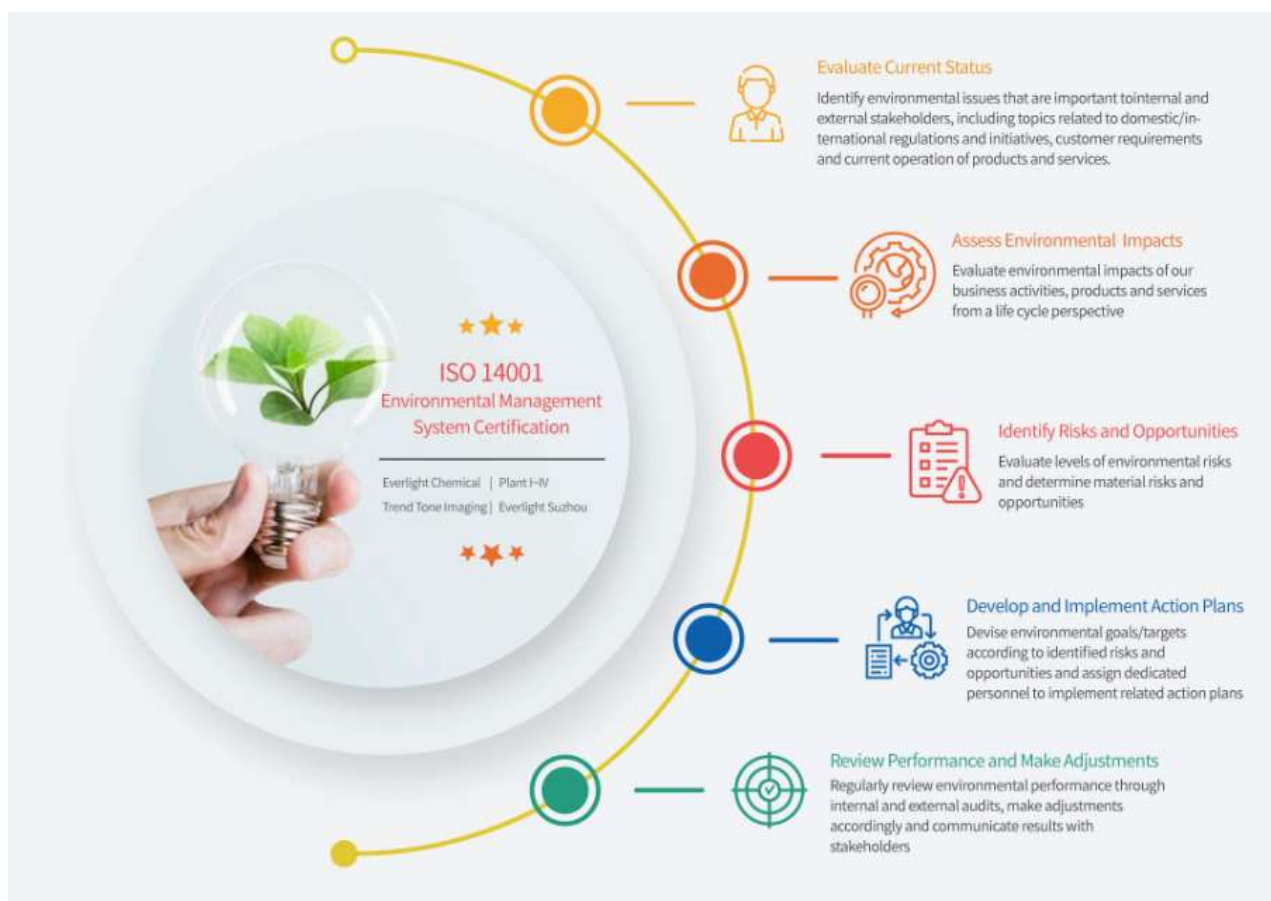 ISO 14001
Environmental Management
System Certification
Everlight Chemical | Plant I~IV
Trend Tone Imaging | Everlight Suzhou
Evaluate Current Status
Identify environmental issues that are important tointernal and
external stakeholders, including topics related to domestic/in-
ternational regulations and initiatives, customer requirements
and current operation of products and services.
Assess Environmental Impacts
Evaluate environmental impacts of our
business activities, products and services
from a life cycle perspective
Identify Risks and Opportunities
Evaluate levels of environmental risks
and determine material risks and
opportunities
Develop and Implement Action Plans
Devise environmental goals/targets
according to identified risks and
opportunities and assign dedicated
personnel to implement related action plans
Review Performance and Make Adjustments
Regularly review environmental performance through
internal and external audits, make adjustments
accordingly and communicate results with
stakeholders